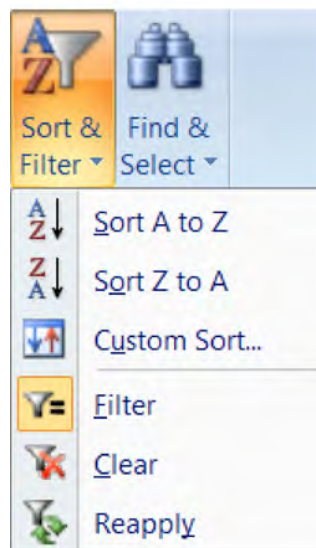 Sort & Find &
Filter Select
Sort A to Z
Sort Z to A
Custom Sort...
Filter
Clear
Reapply